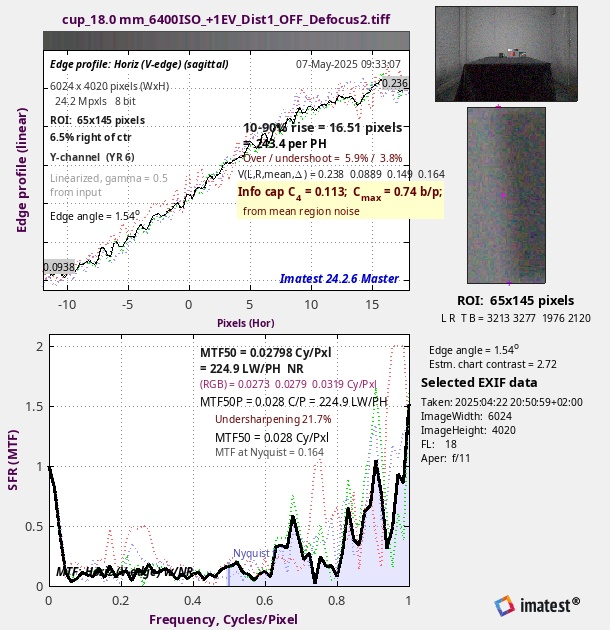 cup_18.0 mm_6400ISO_+1EV_Dist1_OFF_Defocus2.tiff
Edge profile: Horiz (V-edge) (sagittal)
07-May-2025 09:33:07
6024 x 4020 pixels (WxH)
24.2 Mpxls 8 bit
0.236
ROI: 65x145 pixels
6.5% right of ctr
10-90% rise = 16.51 pixels
= 243.4 per PH
Y-channel (YR 6)
Over / undershoot = 5.9% / 3.8%
V(L,R,mean,Δ) = 0.238 0.0889 0.149 0.164
Linearized, gamma = 0.5
from input
Info cap C4 = 0.113; Cmax = 0.74 b/p;
from mean region noise
Edge angle = 1.54°
0.0938
Imatest 24.2.6 Master
Edge profile (linear)
-10 -5 0 5 10 15
Pixels (Hor)
ROI: 65x145 pixels
L R T B = 3213 3277 1976 2120
Edge angle = 1.54°
Estm. chart contrast = 2.72
Selected EXIF data
Taken: 2025:04:22 20:50:59+02:00
ImageWidth: 6024
ImageHeight: 4020
FL: 18
Aper: f/11
MTF50 = 0.02798 Cy/Pxl
= 224.9 LW/PH NR
(RGB) = 0.0273 0.0279 0.0319 Cy/Pxl
MTF50P = 0.028 C/P = 224.9 LW/PH
Undersharpening 21.7%
MTF50 = 0.028 Cy/Pxl
MTF at Nyquist = 0.164
2
1.5
1
0.5
0
SFR (MTF)
Nyquist
MTF: Horiz (V-edge) w/NR
0 0.2 0.4 0.6 0.8 1
Frequency, Cycles/Pixel
imatest®